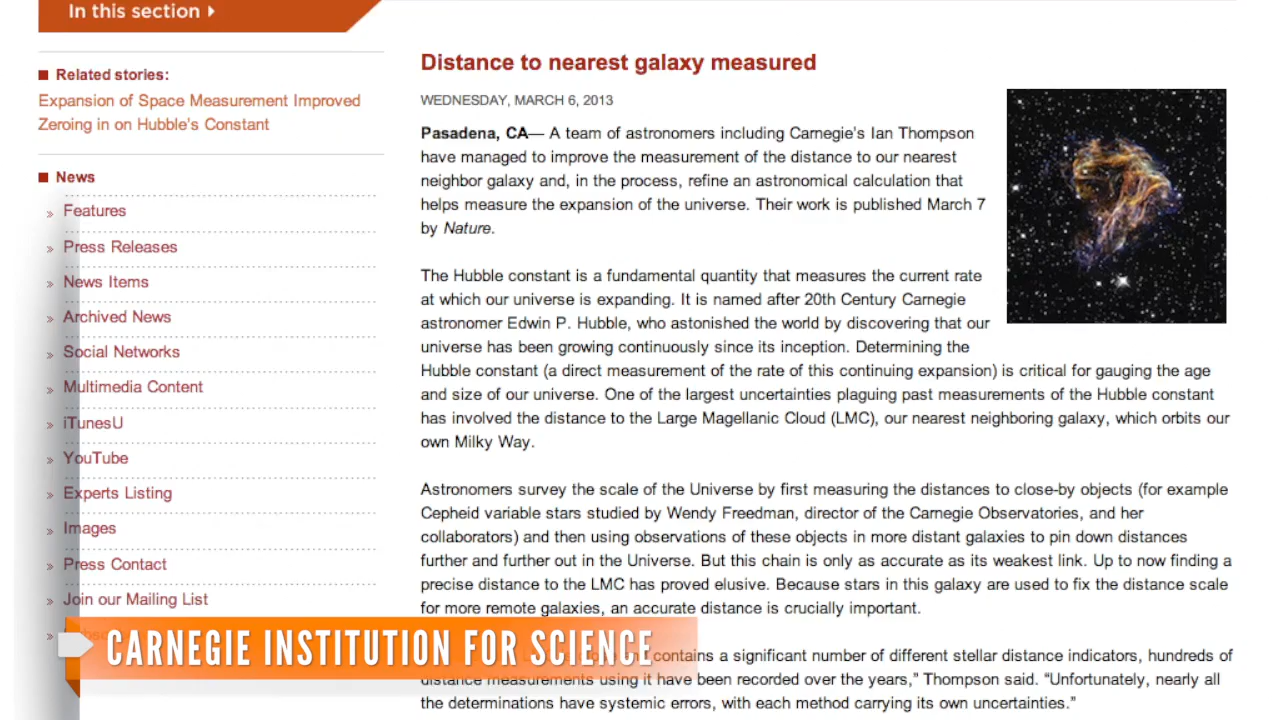 In this section
Related stories:
Expansion of Space Measurement Improved
Zeroing in on Hubble's Constant
News
Features
Press Releases
News Items
Archived News
Social Networks
Multimedia Content
iTunesU
YouTube
Experts Listing
Images
Press Contact
Join our Mailing List
Distance to nearest galaxy measured
WEDNESDAY, MARCH 6, 2013
Pasadena, CA— A team of astronomers including Carnegie's Ian Thompson
have managed to improve the measurement of the distance to our nearest
neighbor galaxy and, in the process, refine an astronomical calculation that
helps measure the expansion of the universe. Their work is published March 7
by Nature.
The Hubble constant is a fundamental quantity that measures the current rate
at which our universe is expanding. It is named after 20th Century Carnegie
astronomer Edwin P. Hubble, who astonished the world by discovering that our
universe has been growing continuously since its inception. Determining the
Hubble constant (a direct measurement of the rate of this continuing expansion) is critical for gauging the age
and size of our universe. One of the largest uncertainties plaguing past measurements of the Hubble constant
has involved the distance to the Large Magellanic Cloud (LMC), our nearest neighboring galaxy, which orbits our
own Milky Way.
Astronomers survey the scale of the Universe by first measuring the distances to close-by objects (for example
Cepheid variable stars studied by Wendy Freedman, director of the Carnegie Observatories, and her
collaborators) and then using observations of these objects in more distant galaxies to pin down distances
further and further out in the Universe. But this chain is only as accurate as its weakest link. Up to now finding a
precise distance to the LMC has proved elusive. Because stars in this galaxy are used to fix the distance scale
for more remote galaxies, an accurate distance is crucially important.
contains a significant number of different stellar distance indicators, hundreds of
distance measurements using it have been recorded over the years,” Thompson said. “Unfortunately, nearly all
the determinations have systemic errors, with each method carrying its own uncertainties.”
CARNEGIE INSTITUTION FOR SCIENCE